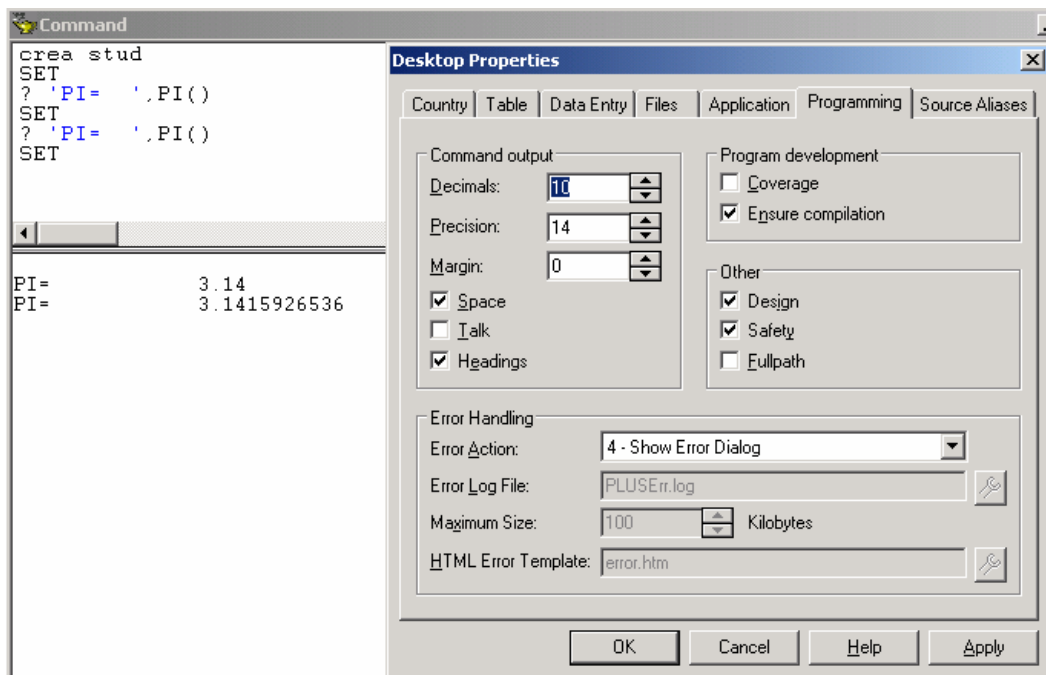 Command
crea stud
SET
? 'PI=  ',PI()
SET
? 'PI=  ',PI()
SET
PI=            3.14
PI=            3.1415926536
Desktop Properties
Country Table Data Entry Files Application Programming Source Aliases
Command output
Decimals: 10
Precision: 14
Margin: 0
Space
Talk
Headings
Program development
Coverage
Ensure compilation
Other
Design
Safety
Fullpath
Error Handling
Error Action: 4 - Show Error Dialog
Error Log File: PLUSErr.log
Maximum Size: 100 Kilobytes
HTML Error Template: error.htm
OK Cancel Help Apply